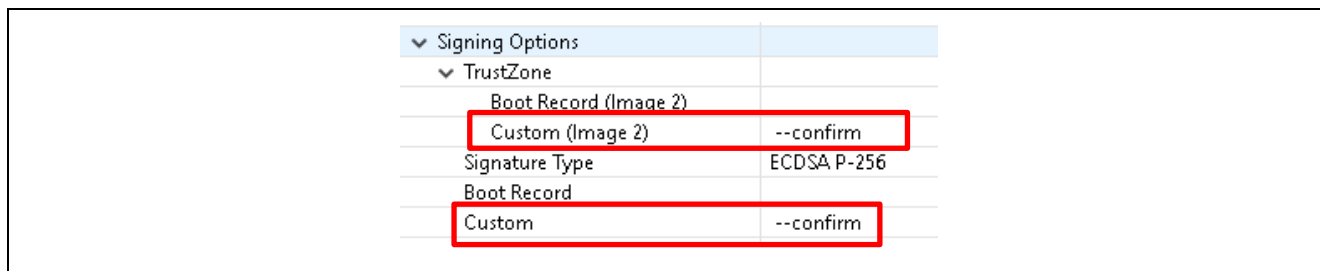 Signing Options
TrustZone
Boot Record (Image 2)
Custom (Image 2) --confirm
Signature Type ECDSA P-256
Boot Record
Custom --confirm